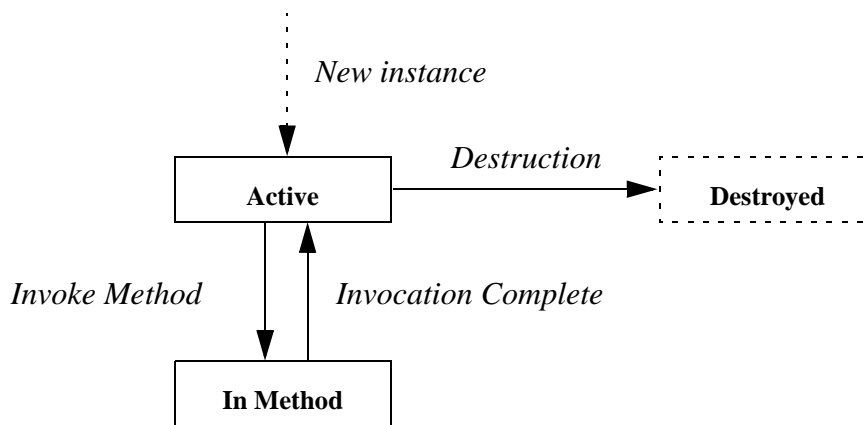 New instance
Destruction
Active
Destroyed
Invoke Method
Invocation Complete
In Method